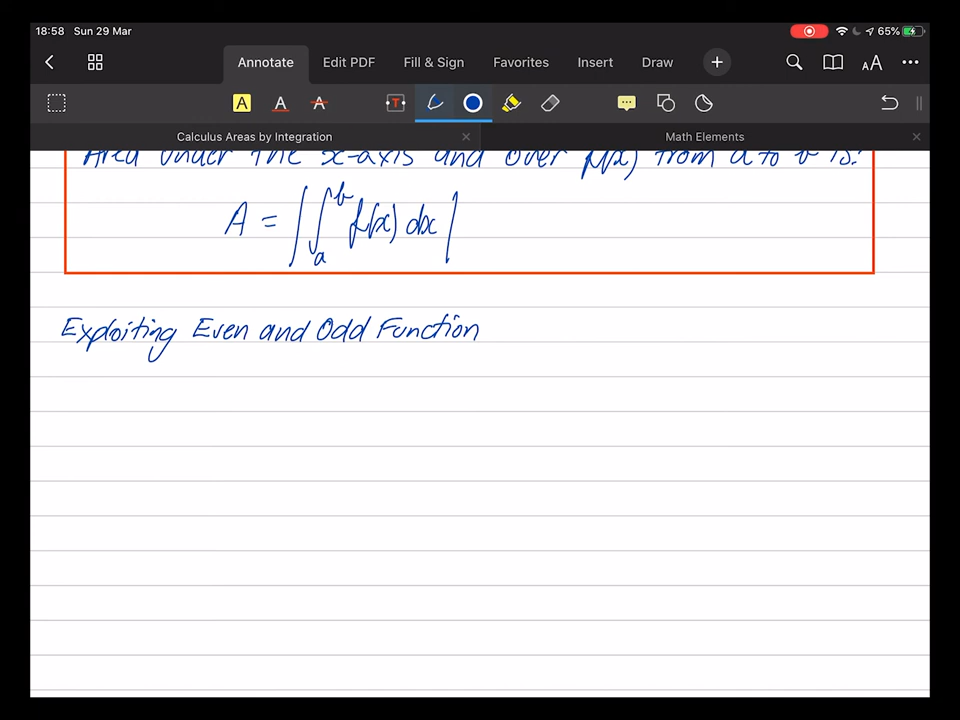 18:58 Sun 29 Mar 65%
Annotate Edit PDF Fill & Sign Favorites Insert Terms Draw
A A A T
Calculus Areas by Integration Math Elements
Area under the x-axis and over f(x) from a to b is:
A = |∫_a^b f(x) dx|
Exploiting Even and Odd Function